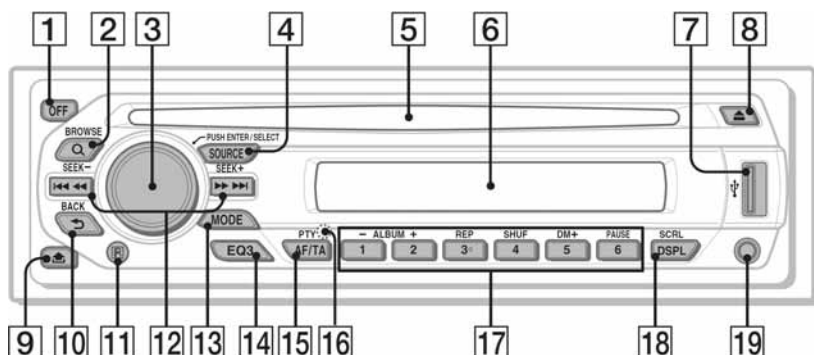 1 2 3 4 5 6 7 8
OFF
BROWSE
PUSH ENTER / SELECT
SOURCE
SEEK−
SEEK+
BACK
MODE
PTY
− ALBUM +
REP
SHUF
DM+
PAUSE
SCRL
R
EQ3
AF/TA
1 2 3 4 5 6
DSPL
9 10 11 12 13 14 15 16 17 18 19